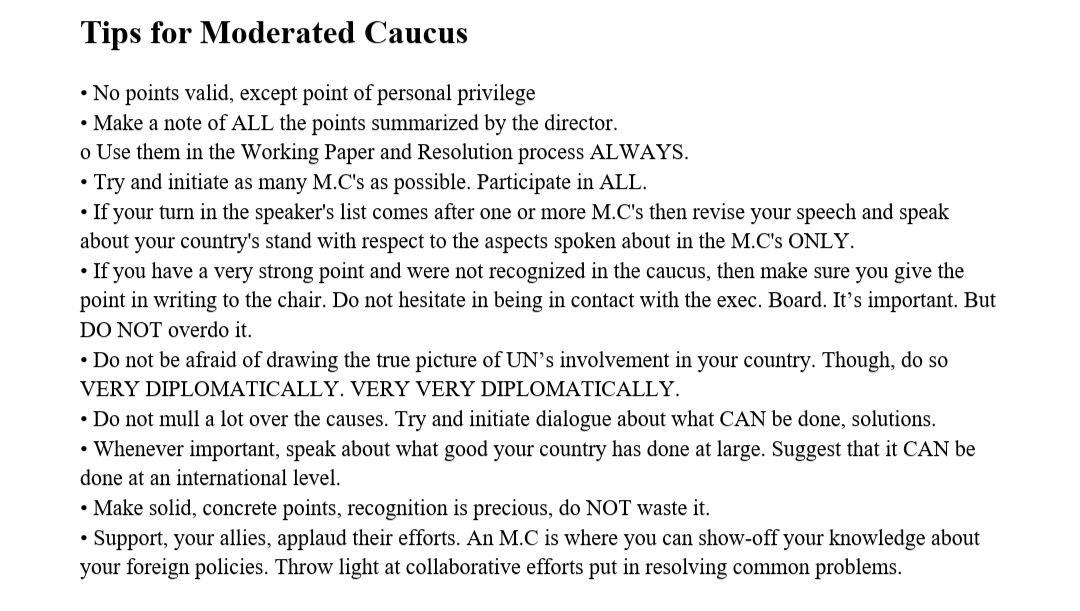 Tips for Moderated Caucus
• No points valid, except point of personal privilege
• Make a note of ALL the points summarized by the director.
o Use them in the Working Paper and Resolution process ALWAYS.
• Try and initiate as many M.C's as possible. Participate in ALL.
• If your turn in the speaker's list comes after one or more M.C's then revise your speech and speak
about your country's stand with respect to the aspects spoken about in the M.C's ONLY.
• If you have a very strong point and were not recognized in the caucus, then make sure you give the
point in writing to the chair. Do not hesitate in being in contact with the exec. Board. It’s important. But
DO NOT overdo it.
• Do not be afraid of drawing the true picture of UN’s involvement in your country. Though, do so
VERY DIPLOMATICALLY. VERY VERY DIPLOMATICALLY.
• Do not mull a lot over the causes. Try and initiate dialogue about what CAN be done, solutions.
• Whenever important, speak about what good your country has done at large. Suggest that it CAN be
done at an international level.
• Make solid, concrete points, recognition is precious, do NOT waste it.
• Support, your allies, applaud their efforts. An M.C is where you can show-off your knowledge about
your foreign policies. Throw light at collaborative efforts put in resolving common problems.